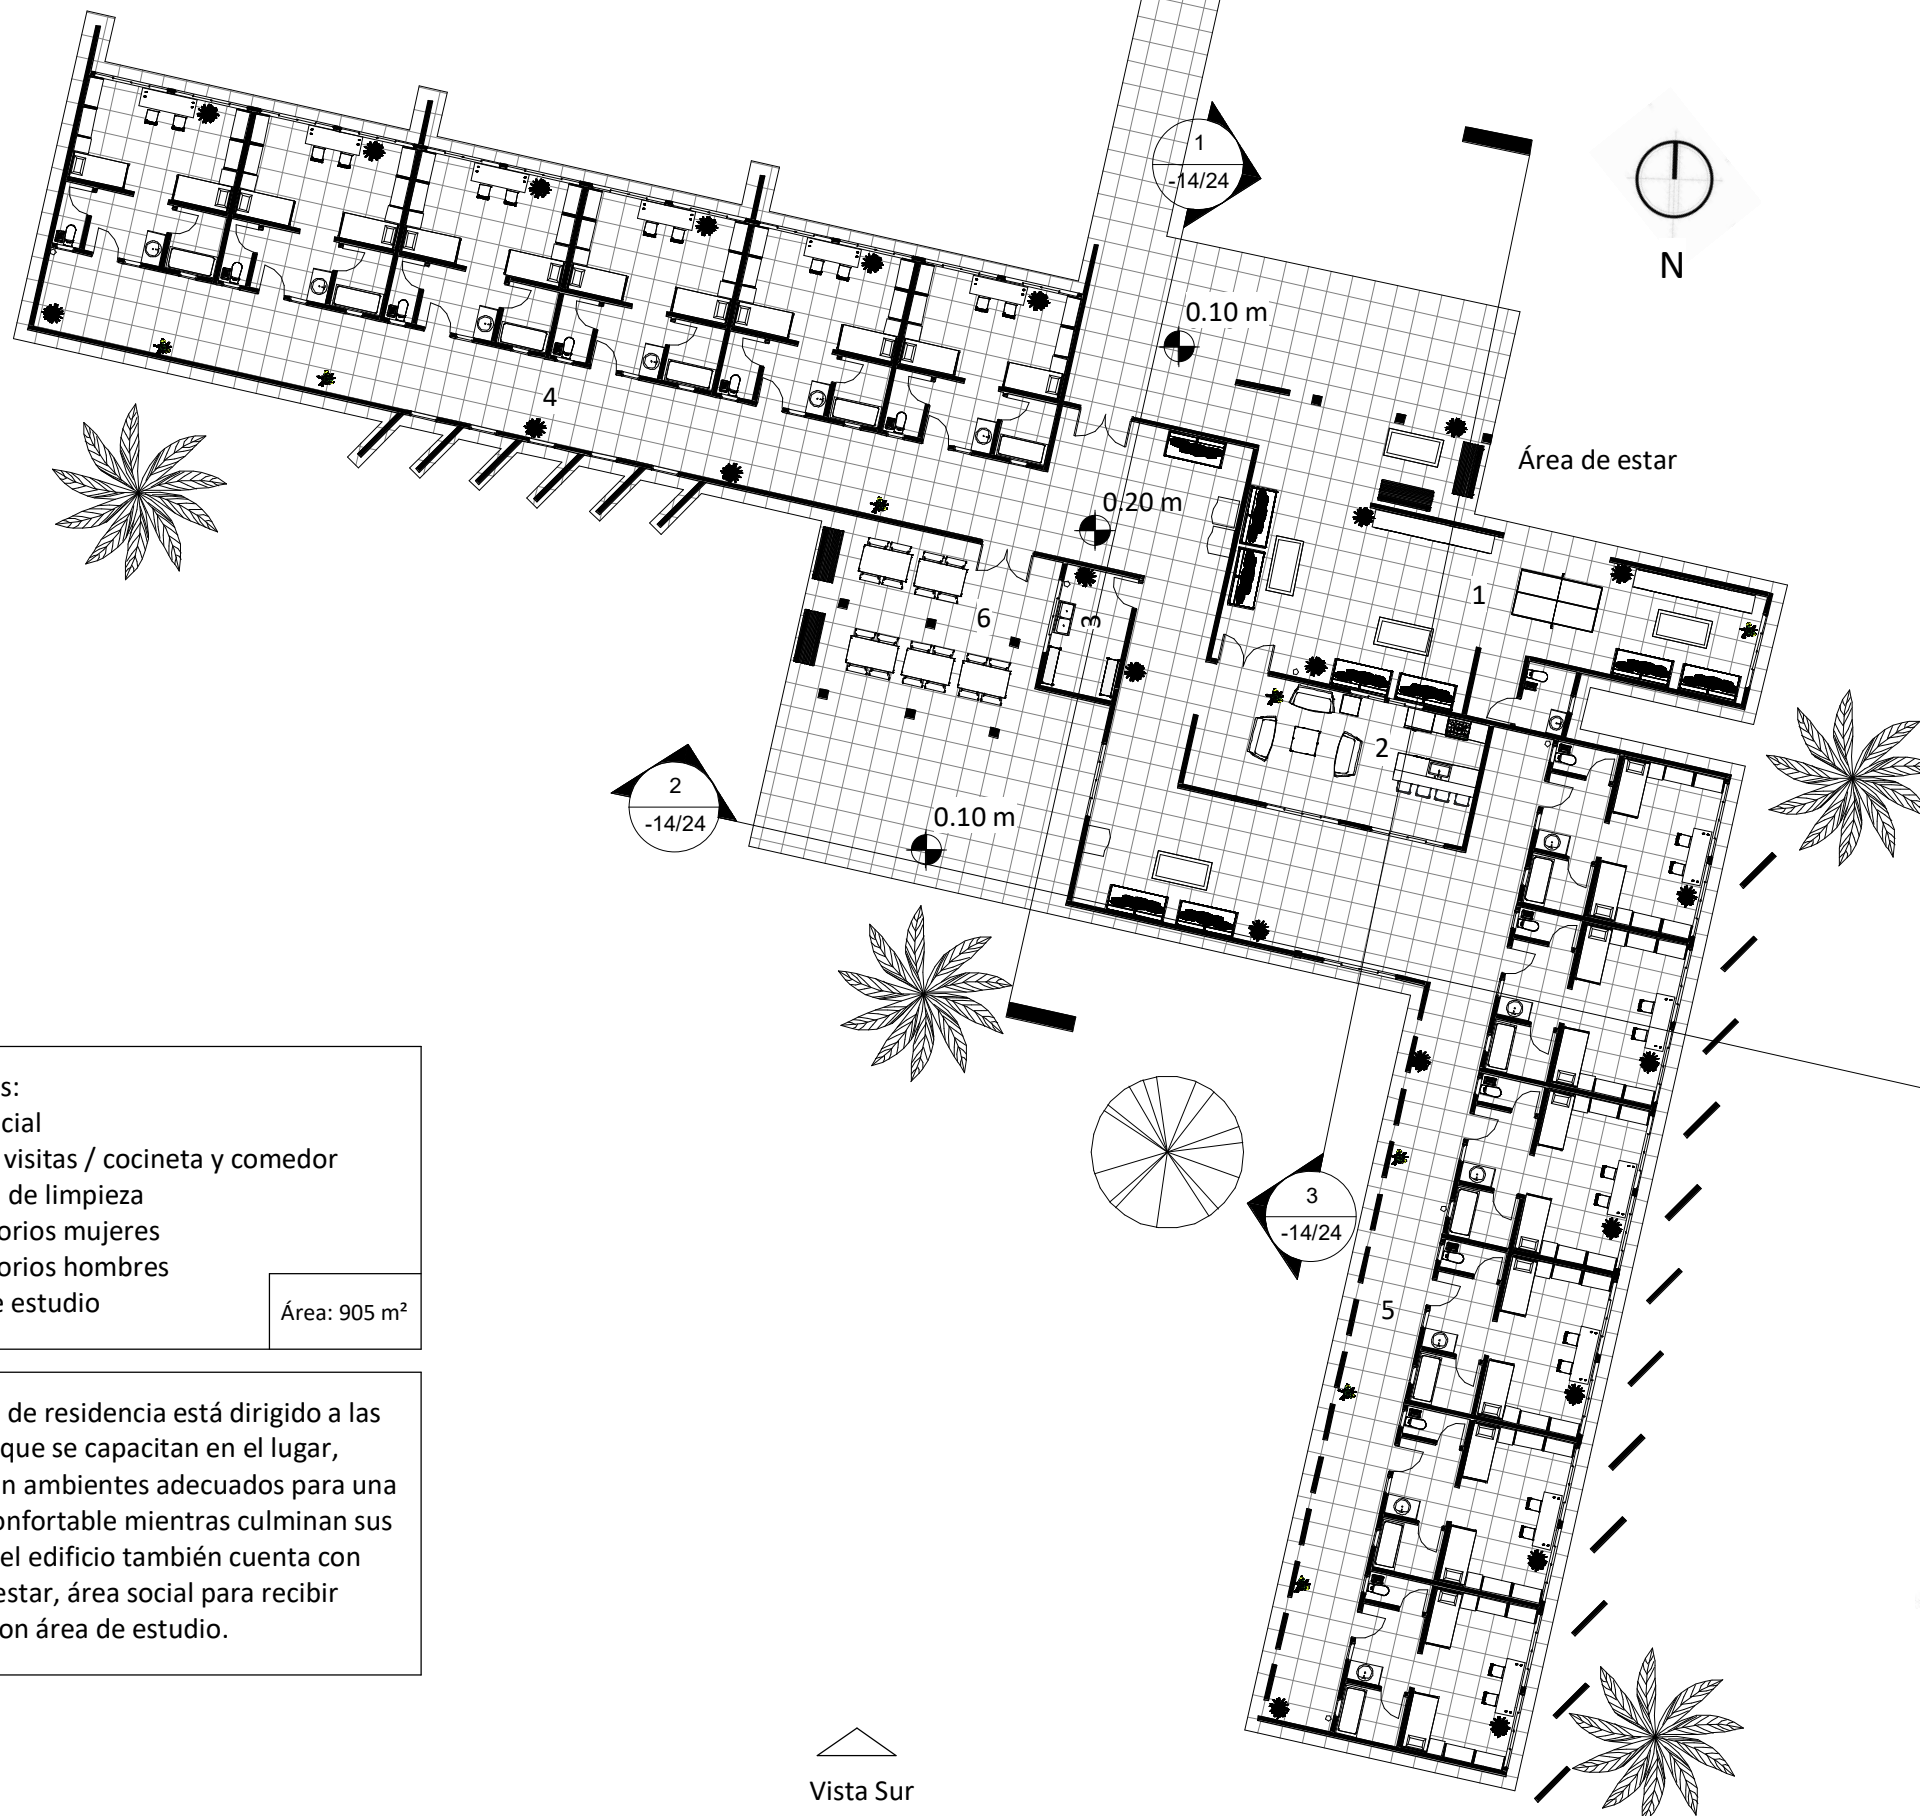 1
-14/24
N
0.10 m
Área de estar
4
0.20 m
1
6
3
2
2
-14/24
0.10 m
3
-14/24
5
s:
cial
visitas / cocineta y comedor
de limpieza
orios mujeres
orios hombres
e estudio
Área: 905 m²
de residencia está dirigido a las
que se capacitan en el lugar,
n ambientes adecuados para una
onfortable mientras culminan sus
el edificio también cuenta con
estar, área social para recibir
on área de estudio.
Vista Sur